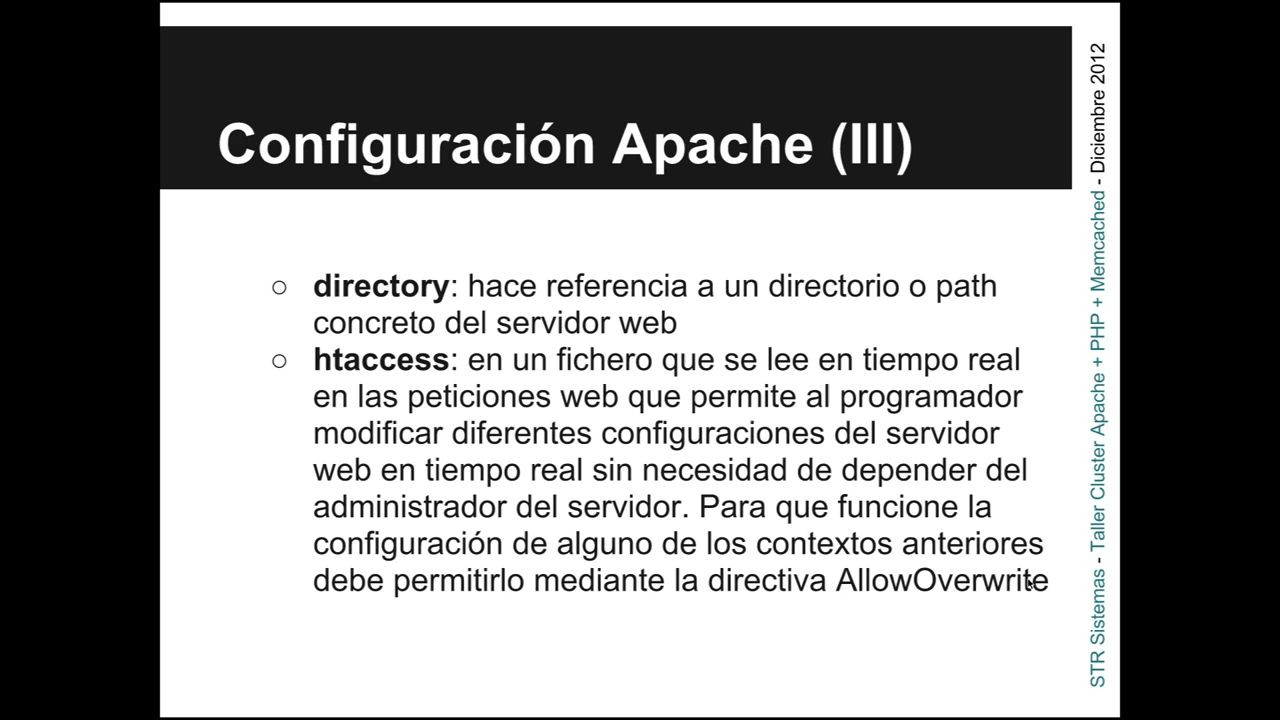 Configuración Apache (III)
○ directory: hace referencia a un directorio o path
concreto del servidor web
○ htaccess: en un fichero que se lee en tiempo real
en las peticiones web que permite al programador
modificar diferentes configuraciones del servidor
web en tiempo real sin necesidad de depender del
administrador del servidor. Para que funcione la
configuración de alguno de los contextos anteriores
debe permitirlo mediante la directiva AllowOverwrite
STR Sistemas - Taller Cluster Apache + PHP + Memcached - Diciembre 2012